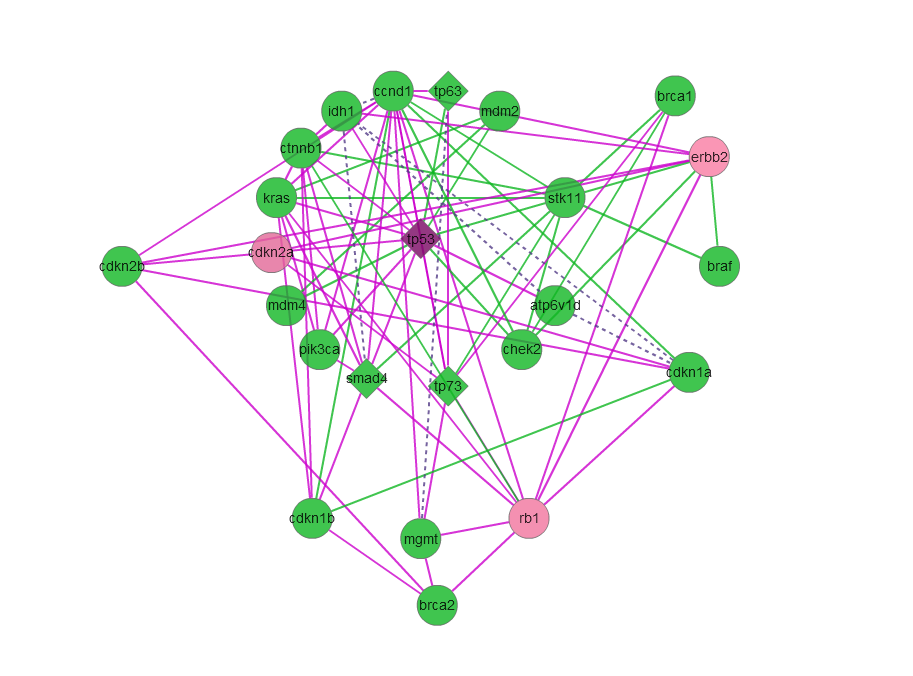 ccnd1
tp63
idh1
mdm2
brca1
ctnnb1
erbb2
kras
stk11
tp53
cdkn2a
cdkn2b
braf
mdm4
atp6v1d
pik3ca
chek2
smad4
tp73
cdkn1a
cdkn1b
rb1
mgmt
brca2